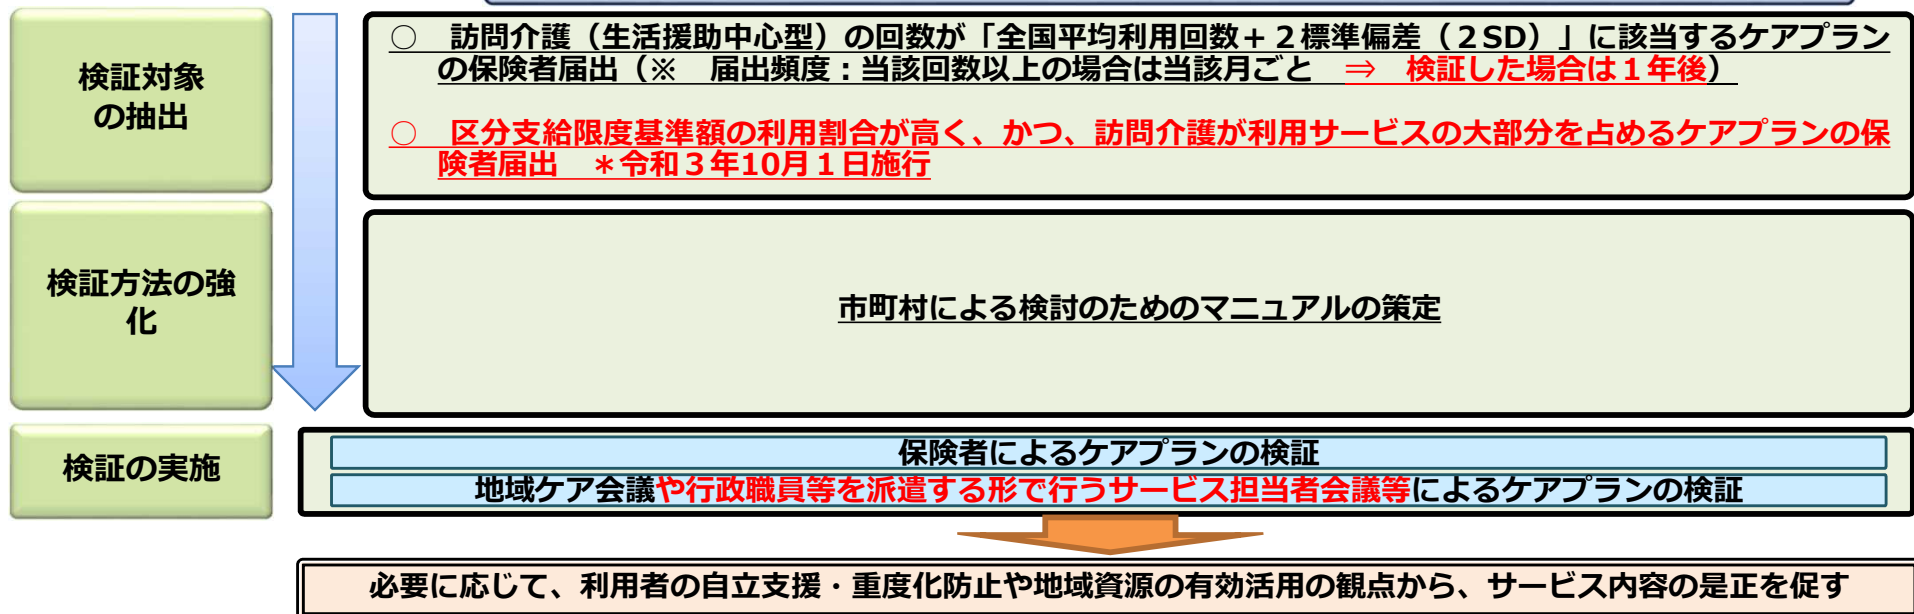 検証対象
の抽出
○　訪問介護（生活援助中心型）の回数が「全国平均利用回数＋２標準偏差（２SD）」に該当するケアプラン
の保険者届出（※　届出頻度：当該回数以上の場合は当該月ごと　⇒　検証した場合は１年後）
○　区分支給限度基準額の利用割合が高く、かつ、訪問介護が利用サービスの大部分を占めるケアプランの保
険者届出　＊令和３年10月１日施行
検証方法の強
化
市町村による検討のためのマニュアルの策定
検証の実施
保険者によるケアプランの検証
地域ケア会議や行政職員等を派遣する形で行うサービス担当者会議等によるケアプランの検証
必要に応じて、利用者の自立支援・重度化防止や地域資源の有効活用の観点から、サービス内容の是正を促す